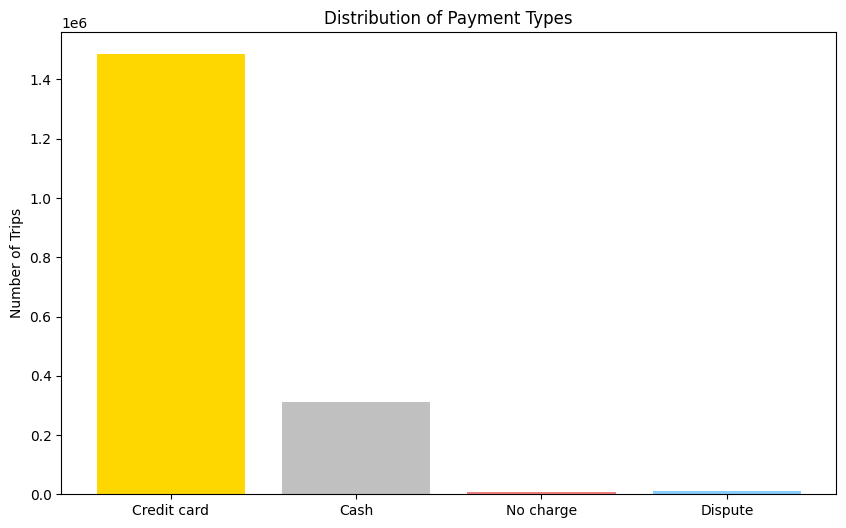 Distribution of Payment Types
1e6
1.4
1.2
1.0
0.8
0.6
0.4
0.2
0.0
Number of Trips
Credit card
Cash
No charge
Dispute